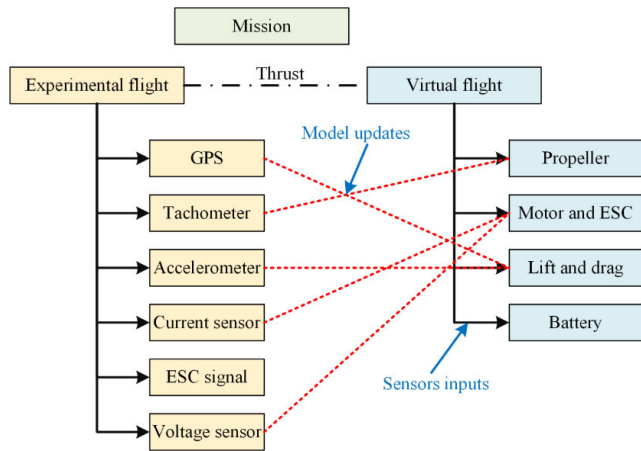 Mission
Experimental flight
Thrust
Virtual flight
Model updates
GPS
Propeller
Tachometer
Motor and ESC
Accelerometer
Lift and drag
Current sensor
Battery
ESC signal
Sensors inputs
Voltage sensor